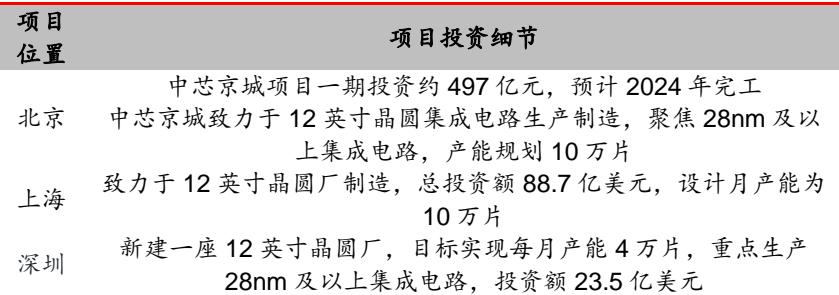 项目
位置
项目投资细节
中芯京城项目一期投资约 497 亿元，预计 2024 年完工
北京
中芯京城致力于 12 英寸晶圆集成电路生产制造，聚焦 28nm 及以
上集成电路，产能规划 10 万片
上海
致力于 12 英寸晶圆厂制造，总投资额 88.7 亿美元，设计月产能为
10 万片
深圳
新建一座 12 英寸晶圆厂，目标实现每月产能 4 万片，重点生产
28nm 及以上集成电路，投资额 23.5 亿美元